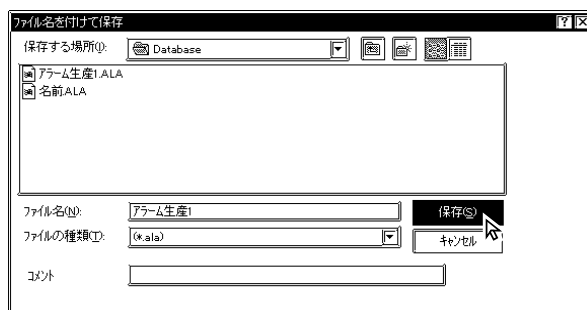 ファイル名を付けて保存
保存する場所(I):
Database
アラーム生産1.ALA
名前.ALA
ファイル名(N):
アラーム生産1
保存(S)
ファイルの種類(T):
(*.ala)
キャンセル
コメント